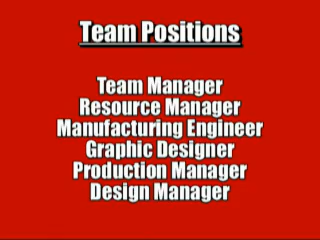 Team Positions
Team Manager
Resource Manager
Manufacturing Engineer
Graphic Designer
Production Manager
Design Manager